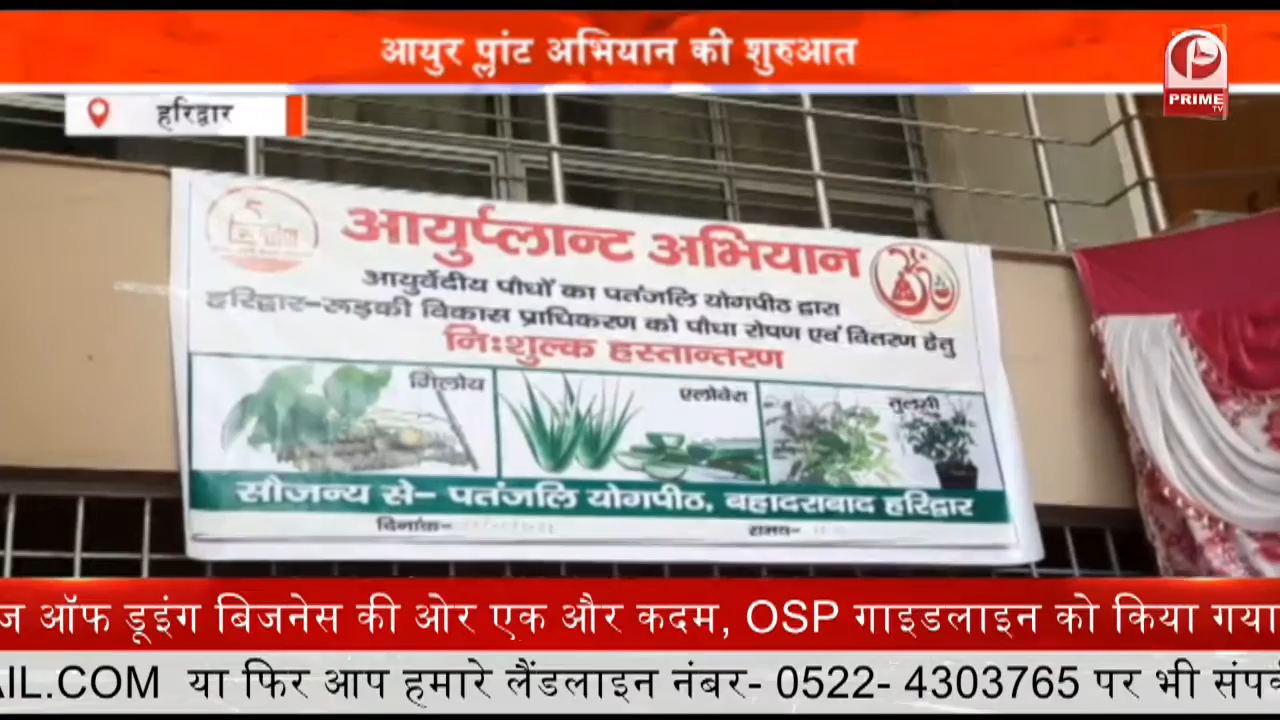 आयुर प्लांट अभियान की शुरुआत
PRIME
TV
हरिद्वार
आयुर्प्लान्ट अभियान
आयुर्वेदीय पौधों का पतंजलि योगपीठ द्वारा
हरिद्वार-रूड़की विकास प्राधिकरण को पौधा रोपण एवं वितरण हेतु
निःशुल्क हस्तान्तरण
गिलोय
एलोवेरा
तुलसी
सौजन्य से- पतंजलि योगपीठ, बहादराबाद हरिद्वार
दिनांक-
समय-
ज ऑफ डूइंग बिजनेस की ओर एक और कदम, OSP गाइडलाइन को किया गया
AIL.COM या फिर आप हमारे लैंडलाइन नंबर- 0522- 4303765 पर भी संपर्क